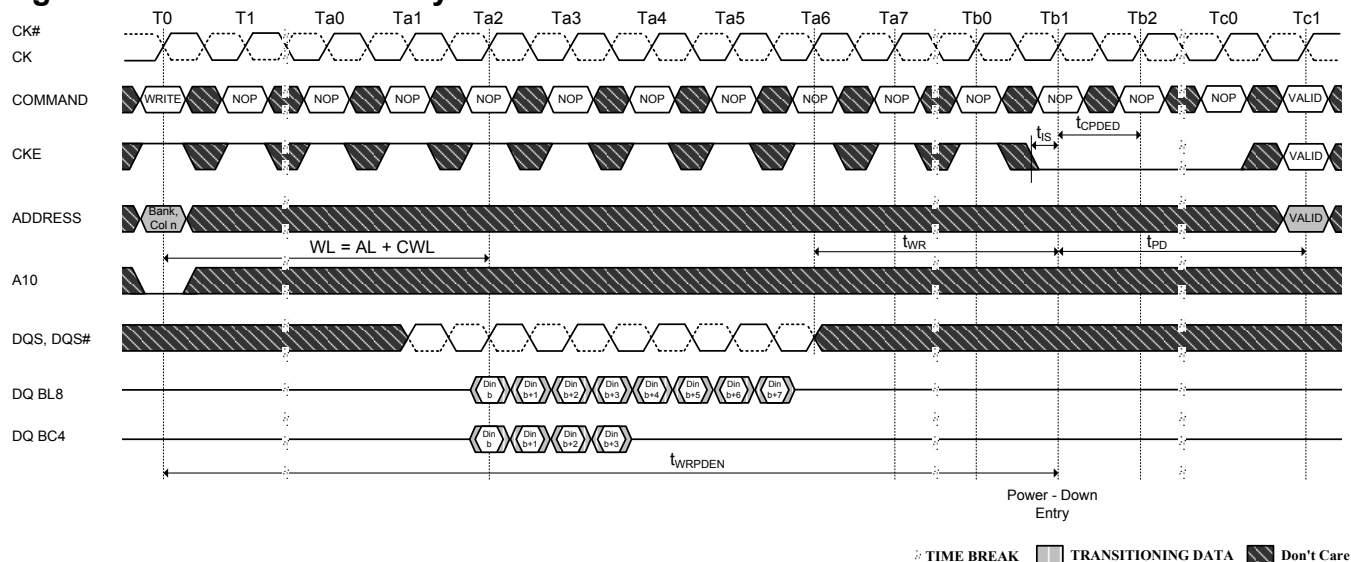 T0 T1 Ta0 Ta1 Ta2 Ta3 Ta4 Ta5 Ta6 Ta7 Tb0 Tb1 Tb2 Tc0 Tc1
CK#
CK
COMMAND WRITE NOP NOP NOP NOP NOP NOP NOP NOP NOP NOP NOP NOP NOP VALID
tIS tCPDED
CKE VALID
ADDRESS Bank, Col n VALID
WL = AL + CWL tWR tPD
A10
DQS, DQS#
DQ BL8 Din b Din b+1 Din b+2 Din b+3 Din b+4 Din b+5 Din b+6 Din b+7
DQ BC4 Din b Din b+1 Din b+2 Din b+3
tWRPDEN
Power - Down
Entry
TIME BREAK TRANSITIONING DATA Don't Care